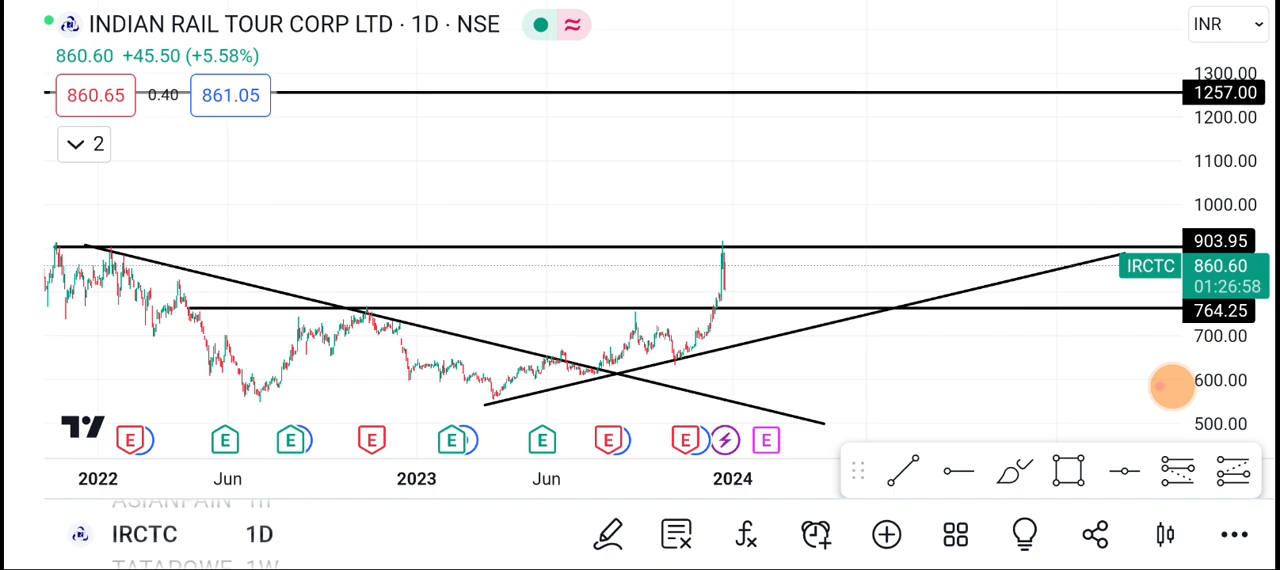 INDIAN RAIL TOUR CORP LTD · 1D · NSE
INR
860.60 +45.50 (+5.58%)
860.65 0.40 861.05
2
1300.00
1257.00
1200.00
1100.00
1000.00
903.95
IRCTC 860.60
01:26:58
764.25
700.00
600.00
500.00
E E E E E E E E E
2022 Jun 2023 Jun 2024
ASIANPAIN 1h
IRCTC 1D
TATAPOWE 1W